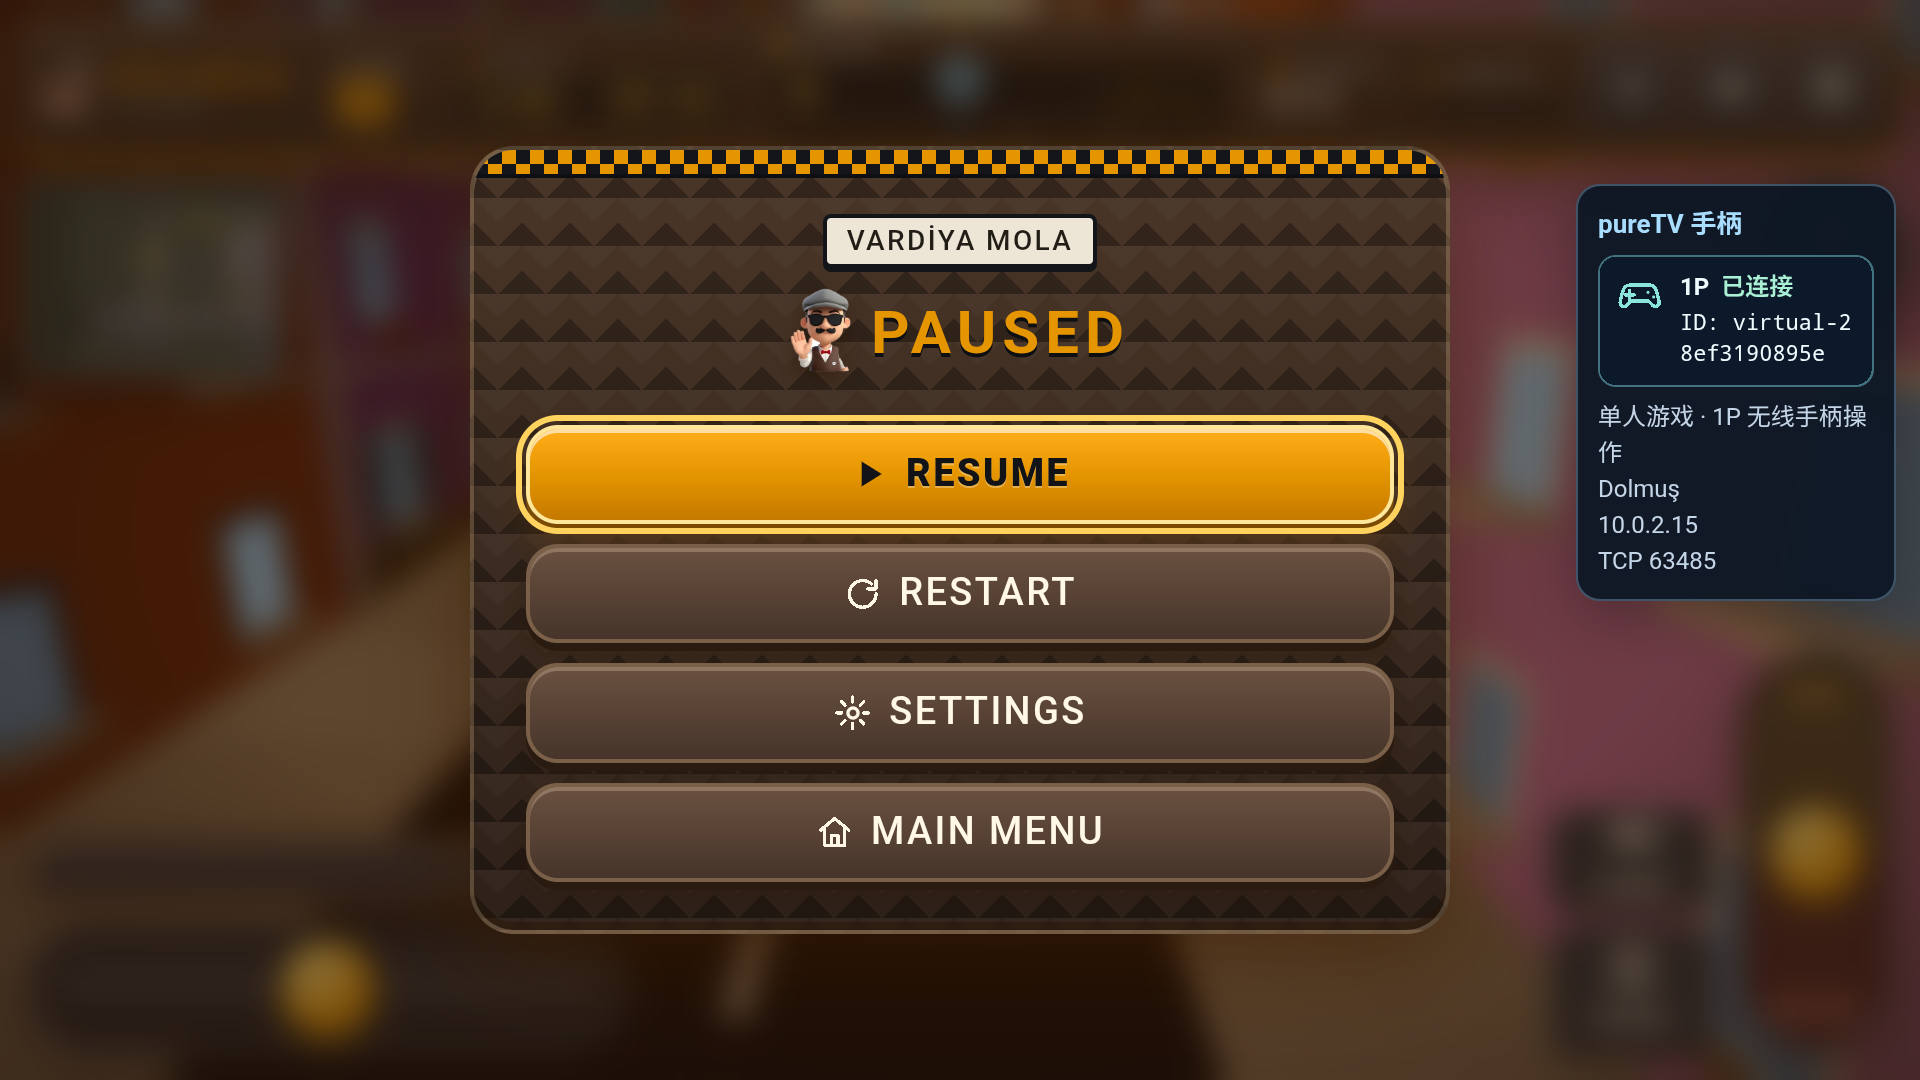 VARDİYA MOLA
PAUSED
RESUME
RESTART
SETTINGS
MAIN MENU
pureTV 手柄
1P 已连接
ID: virtual-2
8ef3190895e
单人游戏 · 1P 无线手柄操
作
Dolmuş
10.0.2.15
TCP 63485